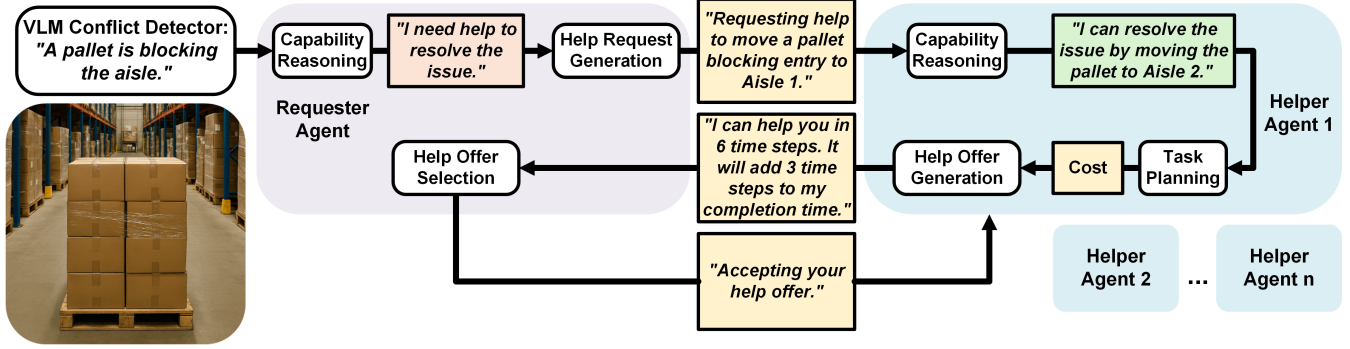 VLM Conflict Detector:
"A pallet is blocking
the aisle."
Capability
Reasoning
"I need help to
resolve the
issue."
Help Request
Generation
"Requesting help
to move a pallet
blocking entry to
Aisle 1."
Capability
Reasoning
"I can resolve the
issue by moving the
pallet to Aisle 2."
Requester
Agent
Helper
Agent 1
Help Offer
Selection
"I can help you in
6 time steps. It
will add 3 time
steps to my
completion time."
Help Offer
Generation
Cost
Task
Planning
"Accepting your
help offer."
Helper
Agent 2
...
Helper
Agent n